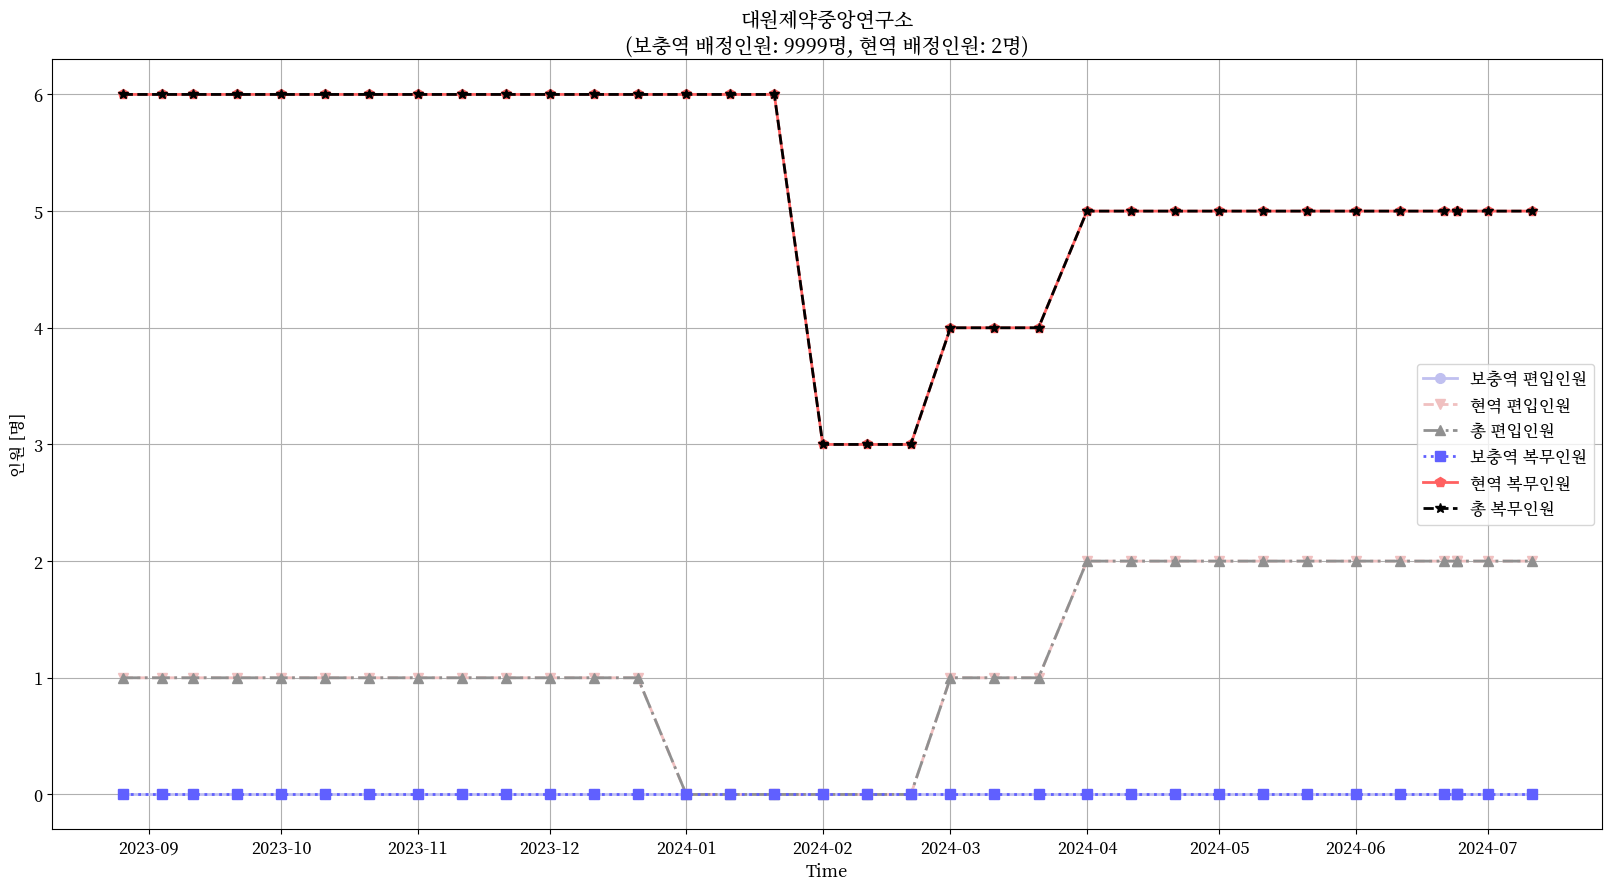 대원제약중앙연구소
(보충역 배정인원: 9999명, 현역 배정인원: 2명)
인원 [명]
6
5
4
3
2
1
0
보충역 편입인원
현역 편입인원
총 편입인원
보충역 복무인원
현역 복무인원
총 복무인원
2023-09
2023-10
2023-11
2023-12
2024-01
2024-02
2024-03
2024-04
2024-05
2024-06
2024-07
Time